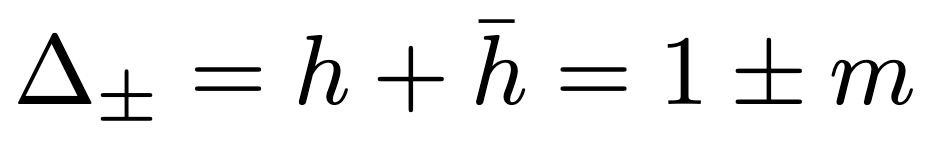 Δ± = h + h̄ = 1 ± m